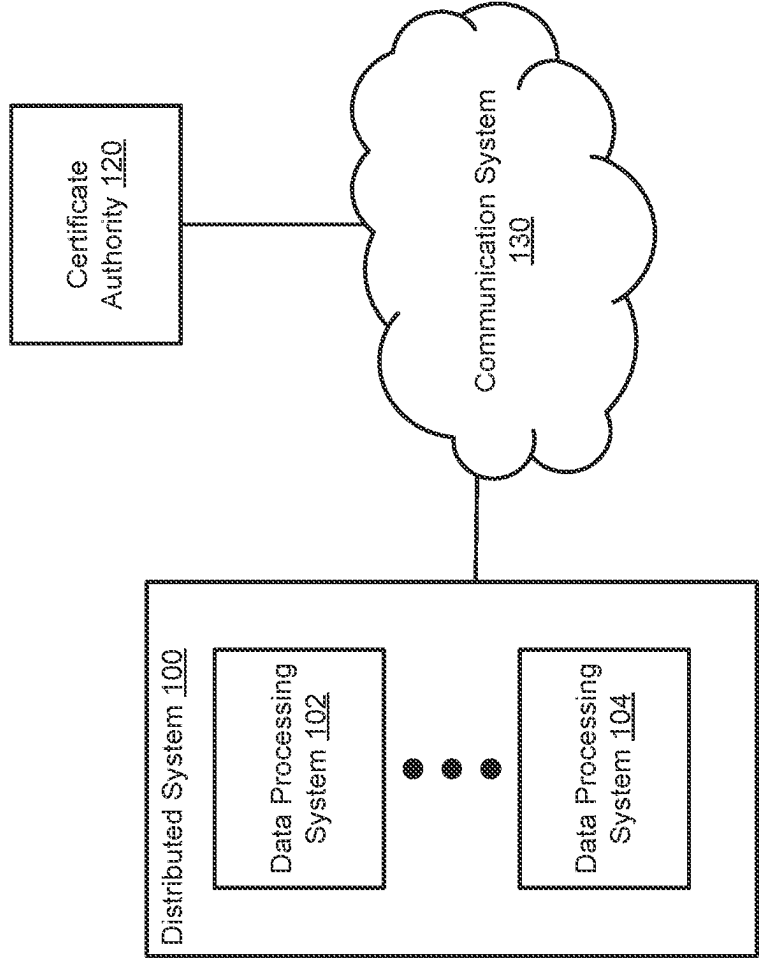 Distributed System 100
Data Processing
System 102
Data Processing
System 104
Communication System
130
Certificate
Authority 120